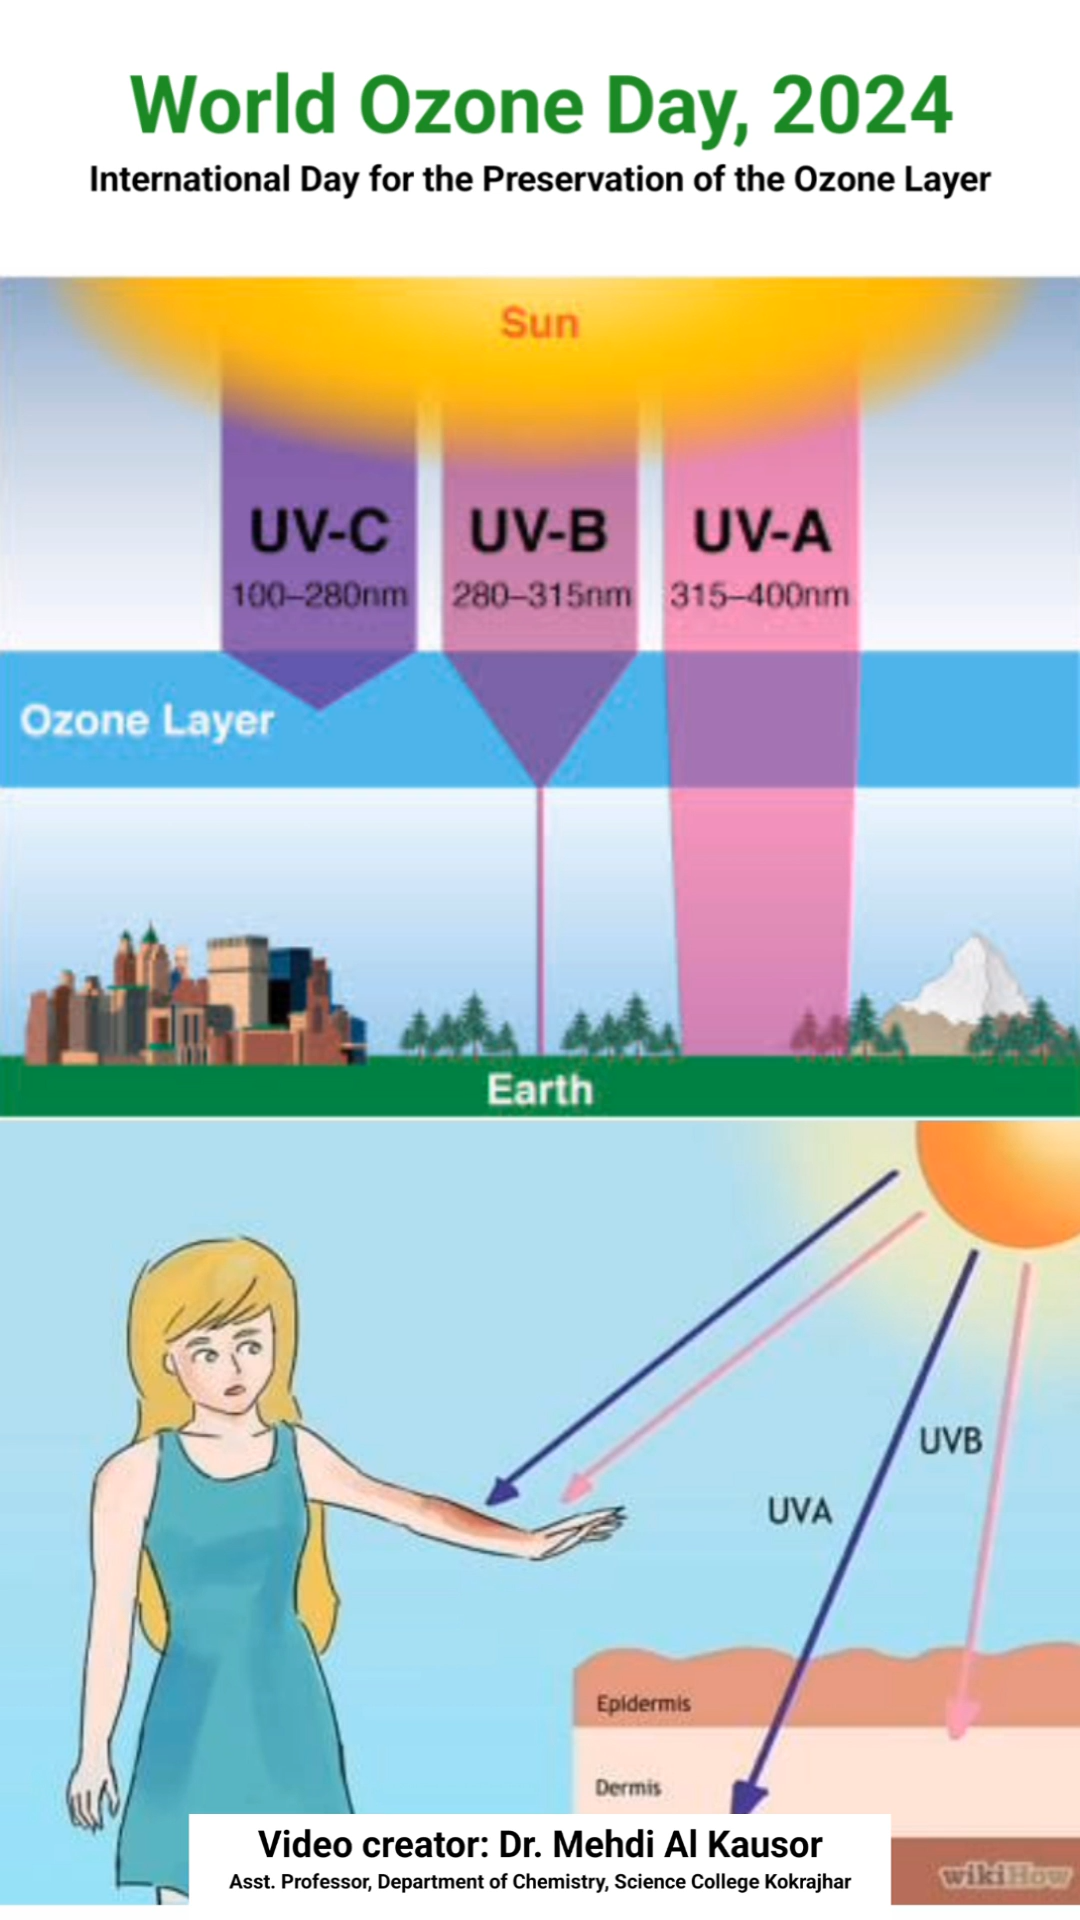 World Ozone Day, 2024
International Day for the Preservation of the Ozone Layer
Sun
UV-C
100–280nm
UV-B
280–315nm
UV-A
315–400nm
Ozone Layer
Earth
UVB
UVA
Epidermis
Dermis
Video creator: Dr. Mehdi Al Kausor
Asst. Professor, Department of Chemistry, Science College Kokrajhar
wikiHow